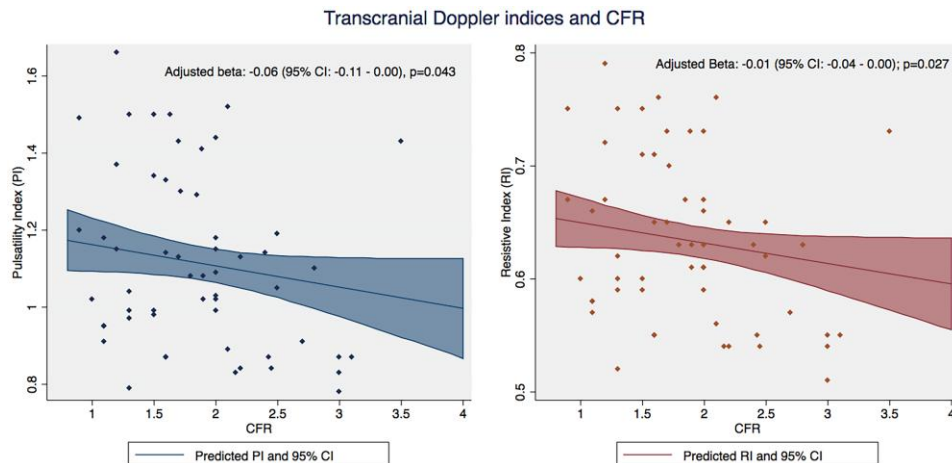 Transcranial Doppler indices and CFR
Adjusted beta: -0.06 (95% CI: -0.11 - 0.00), p=0.043
Pulsatility Index (PI)
1.6
1.4
1.2
1
0.8
1 1.5 2 2.5 3 3.5 4
CFR
Predicted PI and 95% CI
Adjusted Beta: -0.01 (95% CI: -0.04 - 0.00); p=0.027
Resistive Index (RI)
0.8
0.7
0.6
0.5
1 1.5 2 2.5 3 3.5 4
CFR
Predicted RI and 95% CI